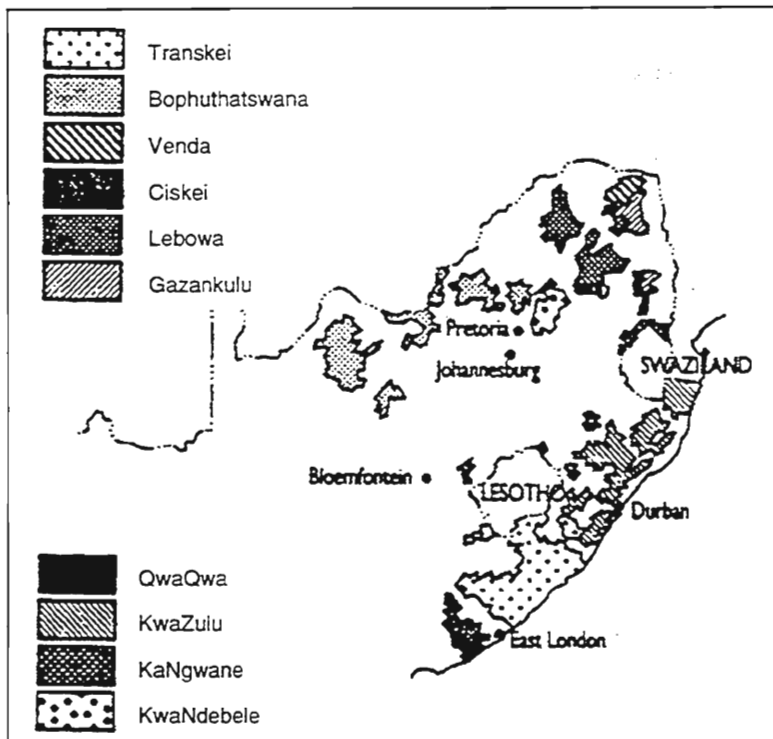 Transkei
Bophuthatswana
Venda
Ciskei
Lebowa
Gazankulu
Pretoria
Johannesburg
SWAZILAND
Bloemfontein
LESOTHO
Durban
East London
QwaQwa
KwaZulu
KaNgwane
KwaNdebele